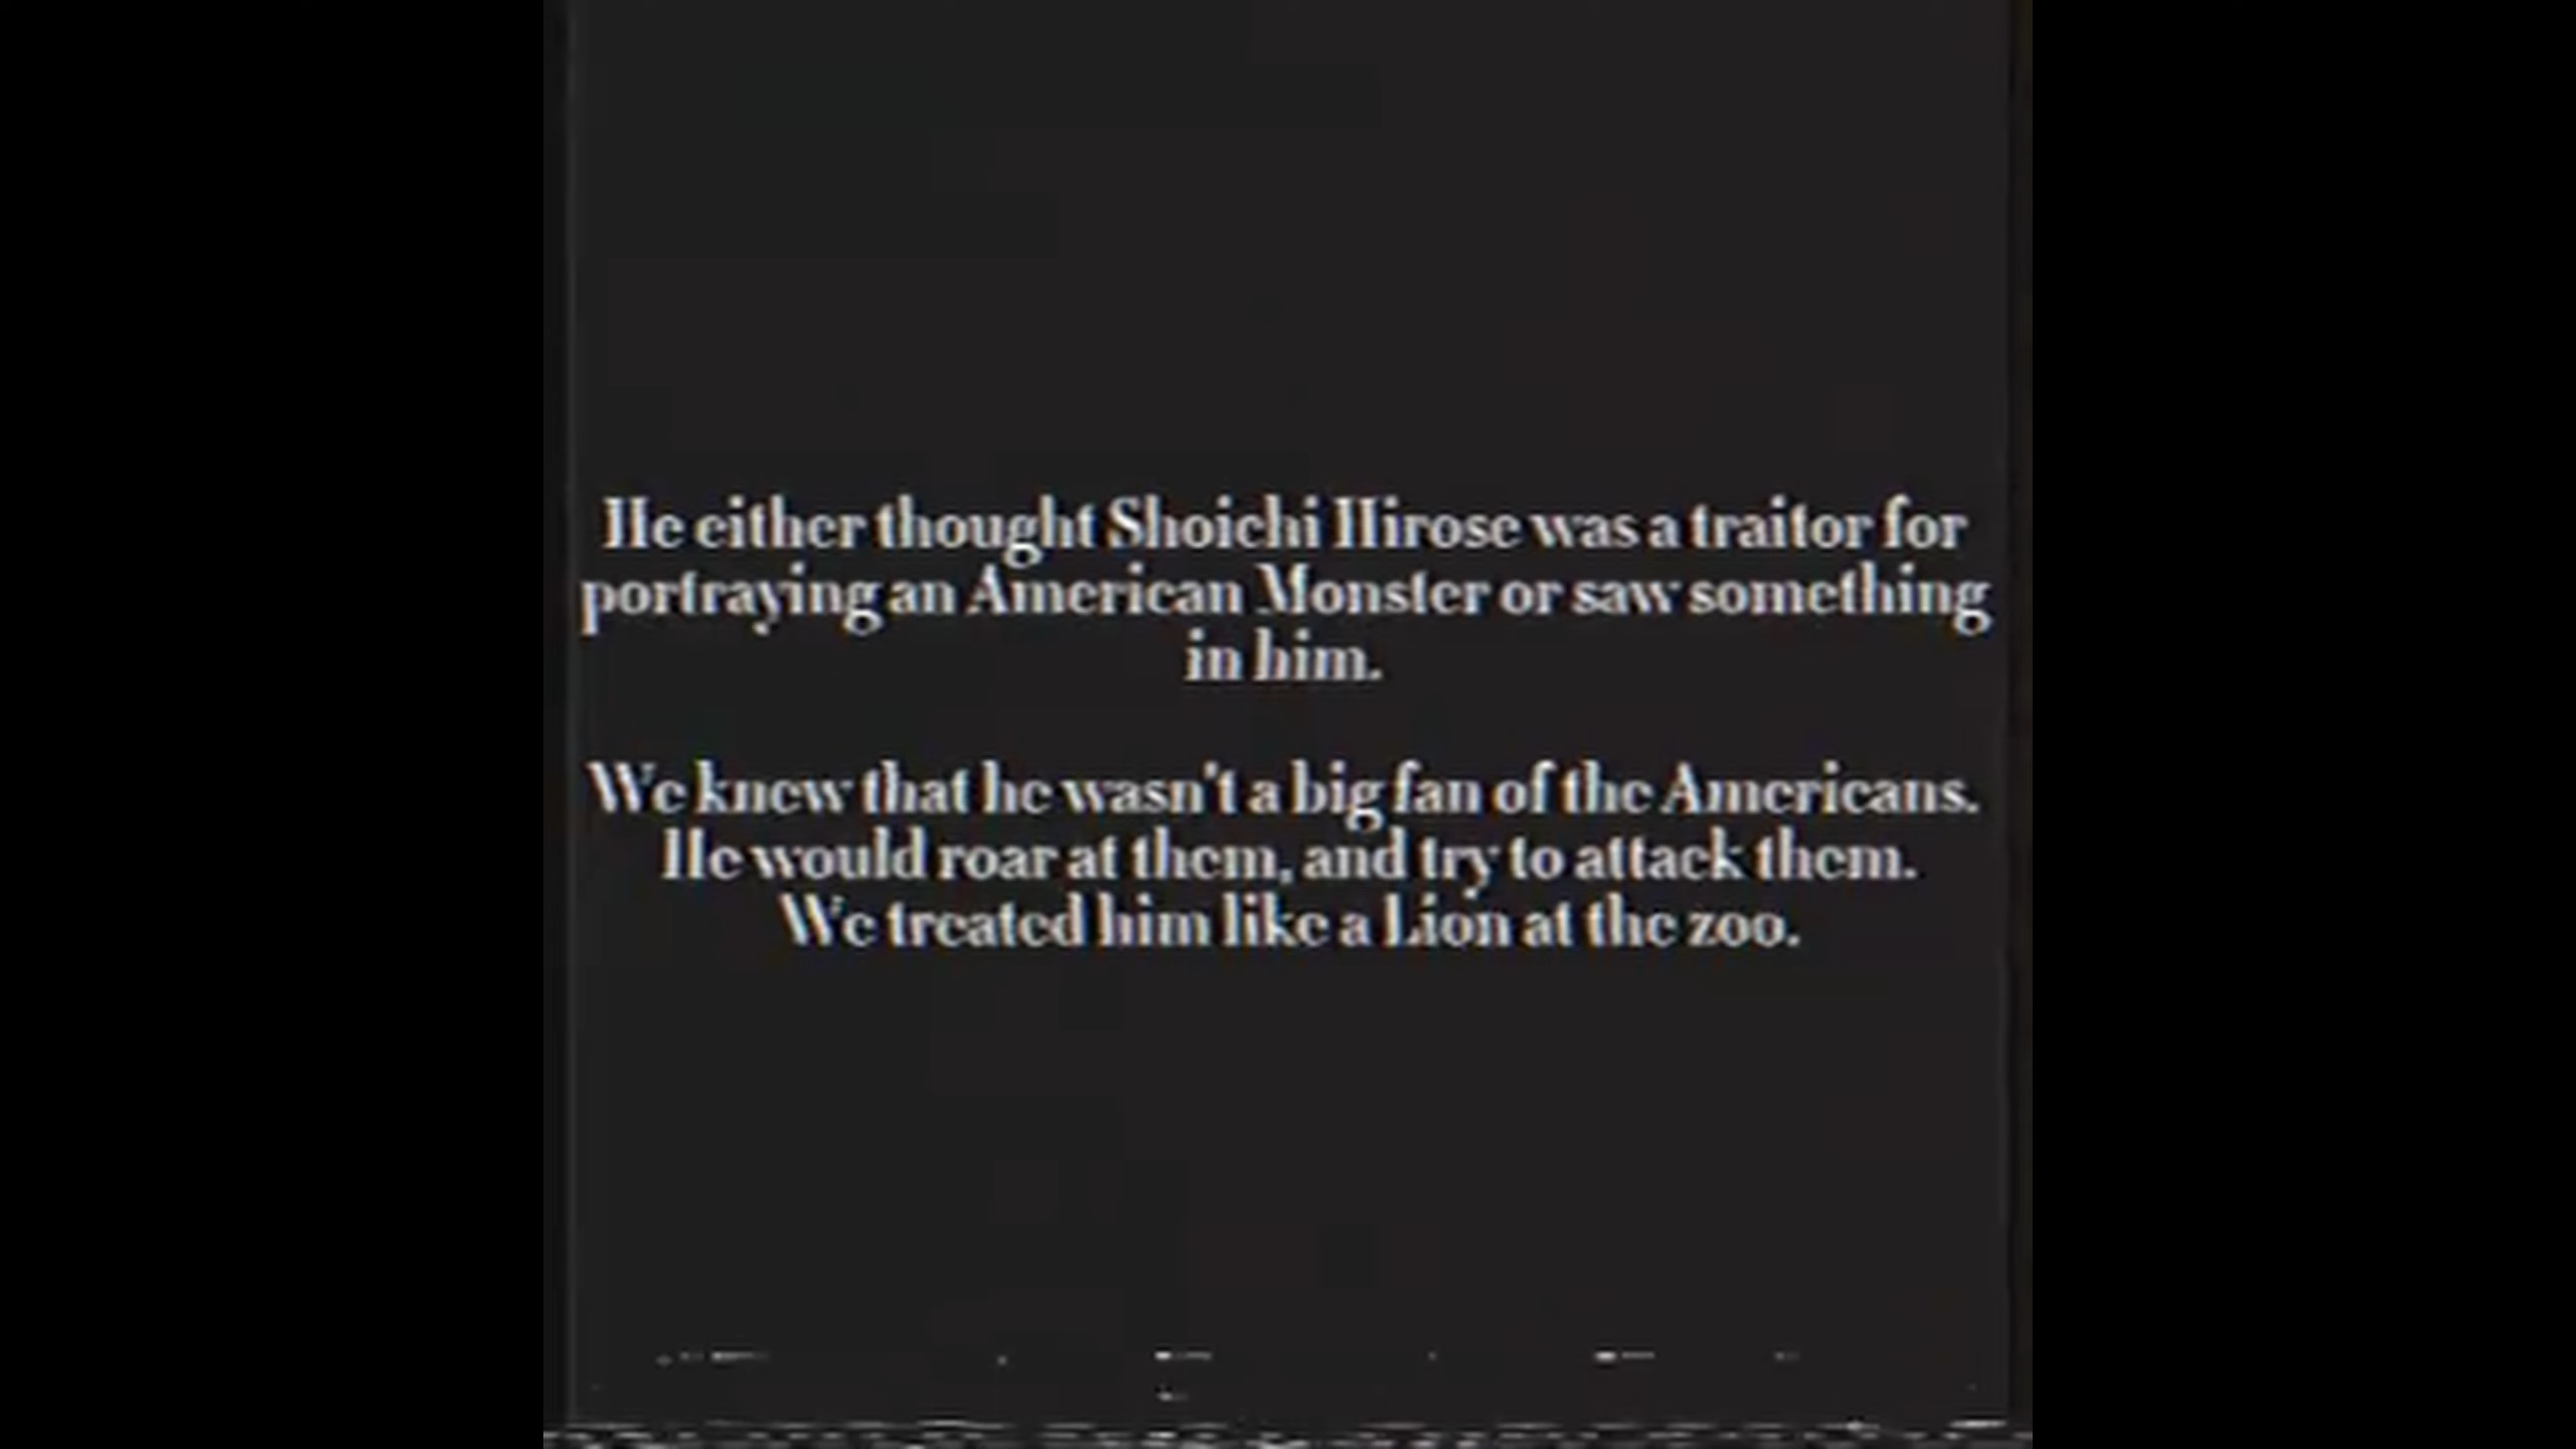 He either thought Shoichi Hirose was a traitor for
portraying an American Monster or saw something
in him.
We knew that he wasn't a big fan of the Americans.
He would roar at them, and try to attack them.
We treated him like a Lion at the zoo.